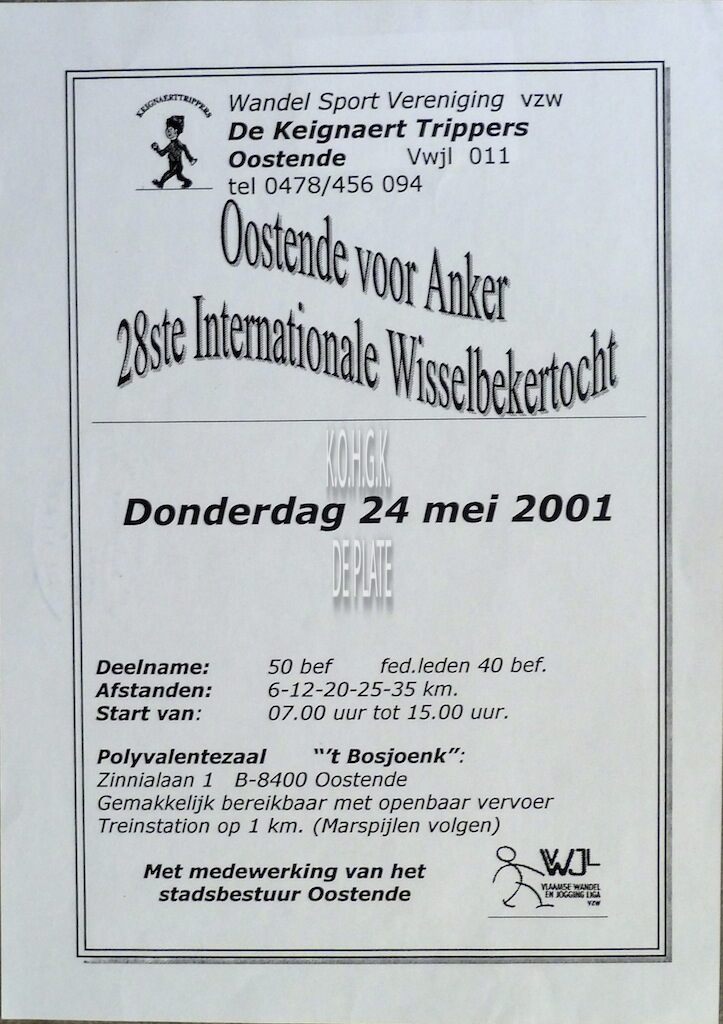 KEIGNAERTTRIPPERS
Wandel Sport Vereniging vzw
De Keignaert Trippers
Oostende Vwjl 011
tel 0478/456 094
Oostende voor Anker
28ste Internationale Wisselbekertocht
K.O.H.G.K.
Donderdag 24 mei 2001
DE PLATE
Deelname: 50 bef fed.leden 40 bef.
Afstanden: 6-12-20-25-35 km.
Start van: 07.00 uur tot 15.00 uur.
Polyvalentezaal "'t Bosjoenk":
Zinnialaan 1 B-8400 Oostende
Gemakkelijk bereikbaar met openbaar vervoer
Treinstation op 1 km. (Marspijlen volgen)
Met medewerking van het
stadsbestuur Oostende
VWJL
VLAAMSE WANDEL
EN JOGGING LIGA
VZW